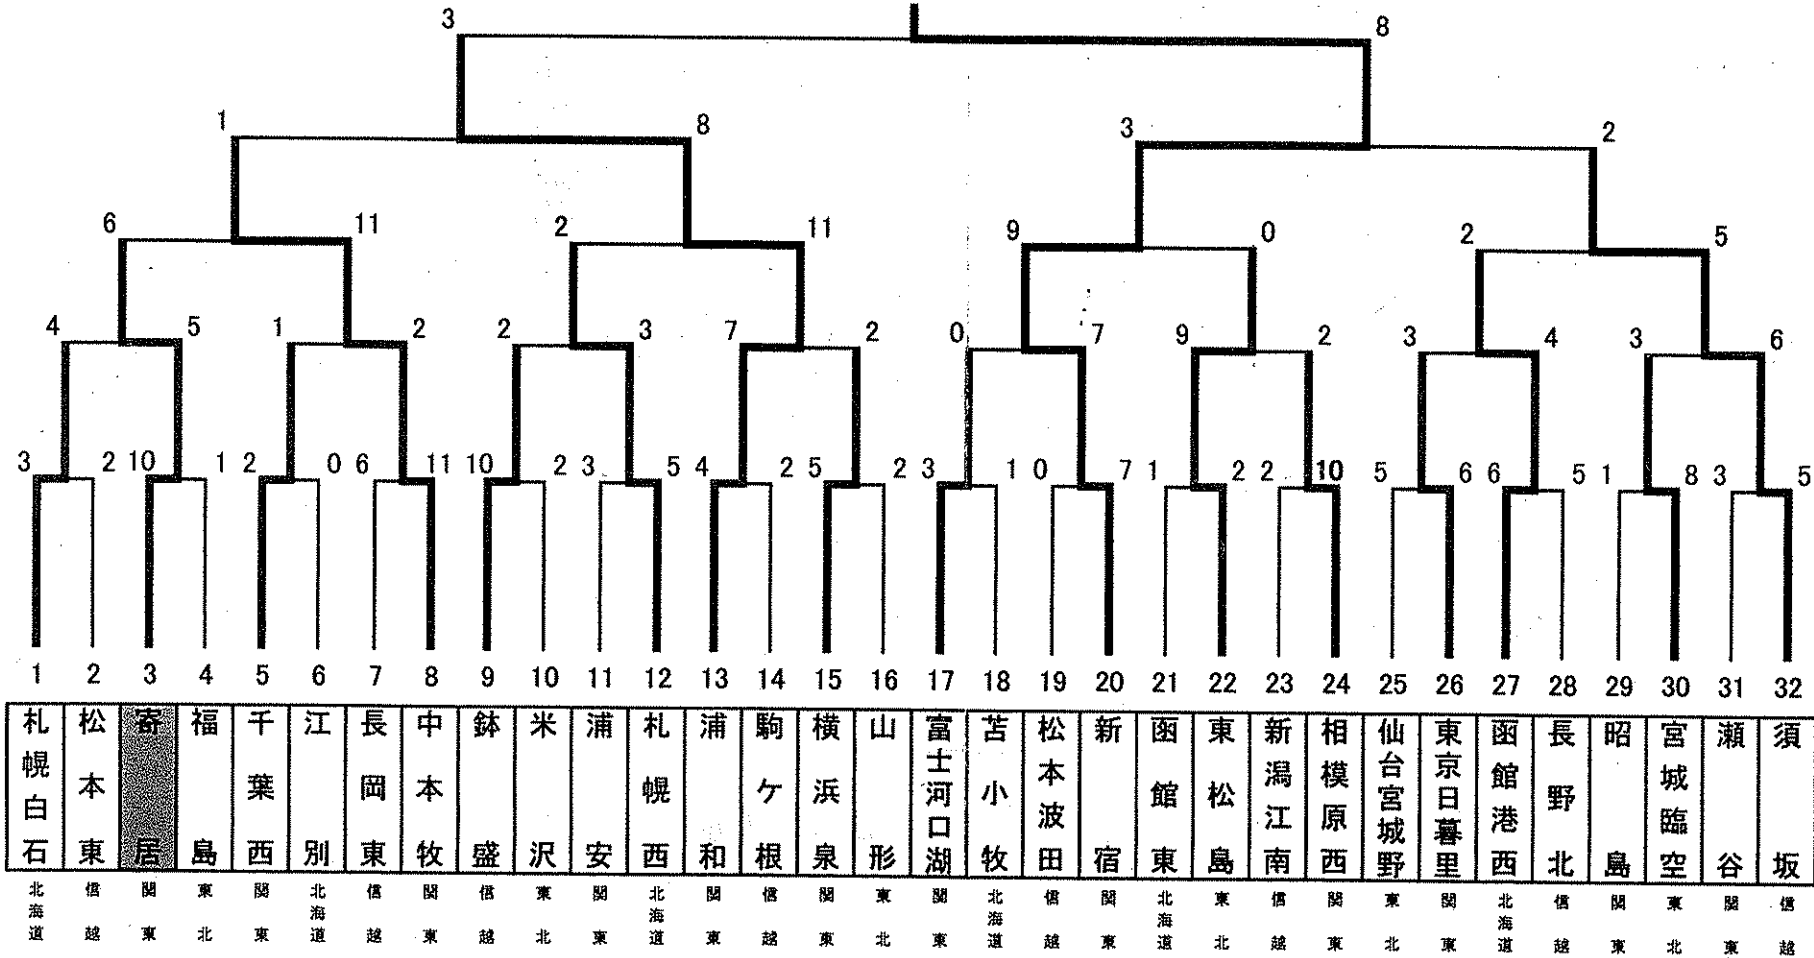 3 8
1 8 3 2
6 11 2 11 9 0 2 5
4 5 1 2 2 3 7 2 0 7 9 2 3 4 3 6
3 2 10 1 2 0 6 11 10 2 3 5 4 2 5 2 3 1 0 7 1 2 2 10 5 6 6 5 1 8 3 5
1 2 3 4 5 6 7 8 9 10 11 12 13 14 15 16 17 18 19 20 21 22 23 24 25 26 27 28 29 30 31 32
札幌白石
松本東
寄居
福島
千葉西
江別
長岡東
中本牧
鉢盛
米沢
浦安
札幌西
浦和
駒ケ根
横浜泉
山形
富士河口湖
苫小牧
松本波田
新宿
函館東
東松島
新潟江南
相模原西
仙台宮城野
東京日暮里
函館港西
長野北
昭島
宮城臨空
瀬谷
須坂
北海道
信越
関東
東北
関東
北海道
信越
関東
信越
東北
関東
北海道
関東
信越
関東
東北
関東
北海道
信越
関東
北海道
東北
信越
関東
東北
関東
北海道
信越
関東
東北
関東
信越